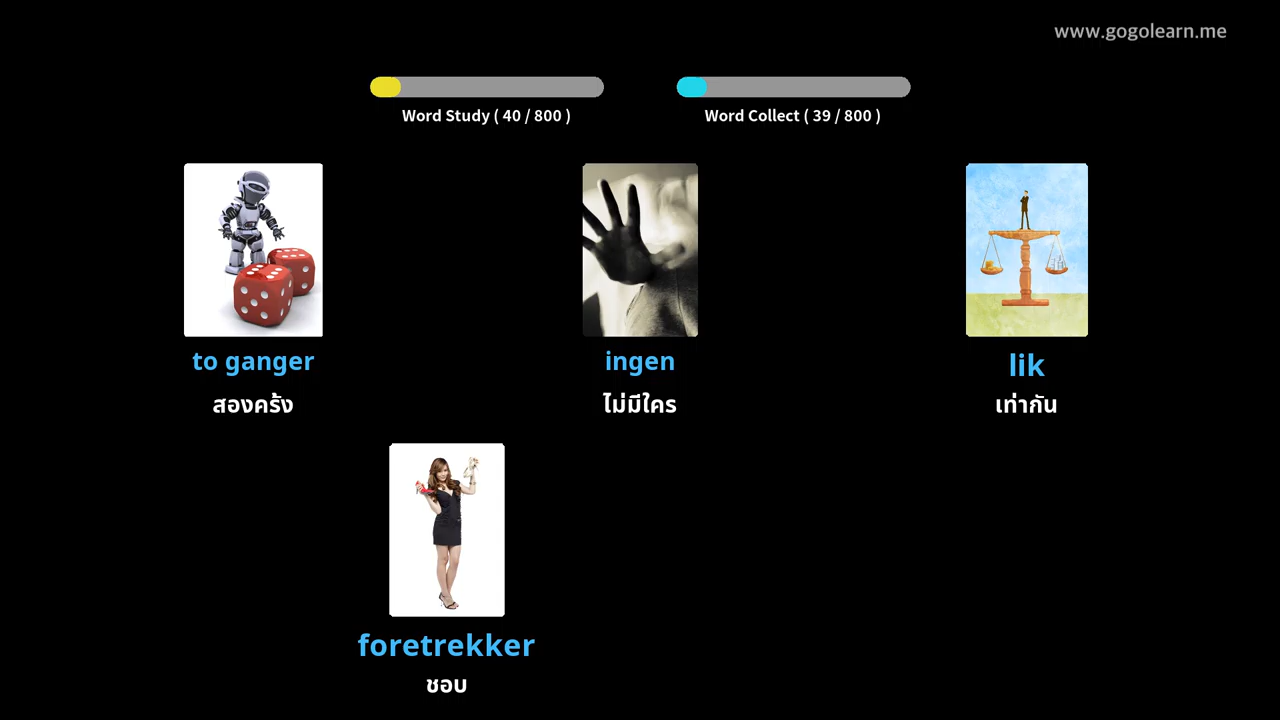 www.gogolearn.me
Word Study ( 40 / 800 )
Word Collect ( 39 / 800 )
to ganger
สองครั้ง
ingen
ไม่มีใคร
lik
เท่ากัน
foretrekker
ชอบ